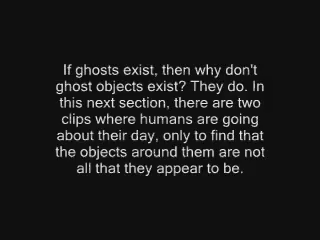 If ghosts exist, then why don't
ghost objects exist? They do. In
this next section, there are two
clips where humans are going
about their day, only to find that
the objects around them are not
all that they appear to be.